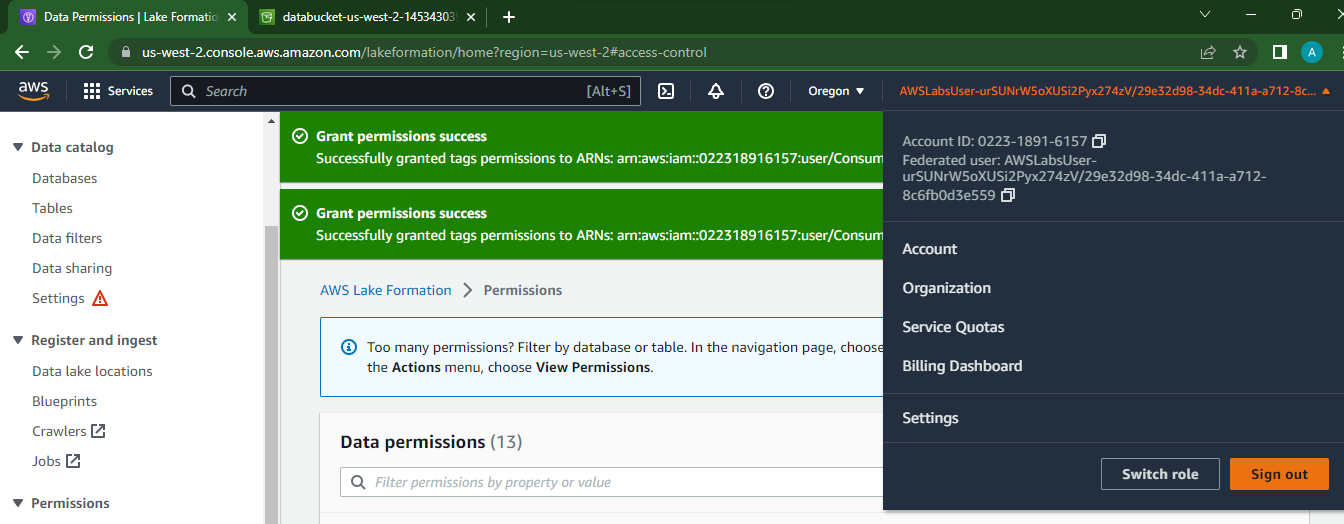 Data Permissions | Lake Formatio
databucket-us-west-2-14534303
us-west-2.console.aws.amazon.com/lakeformation/home?region=us-west-2#access-control
A
aws
Services
Search
[Alt+S]
Oregon
AWSLabsUser-urSUNrW5oXUSi2Pyx274zV/29e32d98-34dc-411a-a712-8c...
Data catalog
Databases
Tables
Data filters
Data sharing
Settings
Register and ingest
Data lake locations
Blueprints
Crawlers
Jobs
Permissions
Grant permissions success
Successfully granted tags permissions to ARNs: arn:aws:iam::022318916157:user/Consum
Grant permissions success
Successfully granted tags permissions to ARNs: arn:aws:iam::022318916157:user/Consum
AWS Lake Formation > Permissions
Too many permissions? Filter by database or table. In the navigation page, choose
the Actions menu, choose View Permissions.
Data permissions (13)
Filter permissions by property or value
Account ID: 0223-1891-6157
Federated user: AWSLabsUser-
urSUNrW5oXUSi2Pyx274zV/29e32d98-34dc-411a-a712-
8c6fb0d3e559
Account
Organization
Service Quotas
Billing Dashboard
Settings
Switch role
Sign out